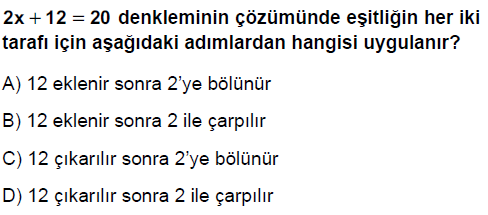 2x + 12 = 20 denkleminin çözümünde eşitliğin her iki
tarafı için aşağıdaki adımlardan hangisi uygulanır?
A) 12 eklenir sonra 2'ye bölünür
B) 12 eklenir sonra 2 ile çarpılır
C) 12 çıkarılır sonra 2'ye bölünür
D) 12 çıkarılır sonra 2 ile çarpılır